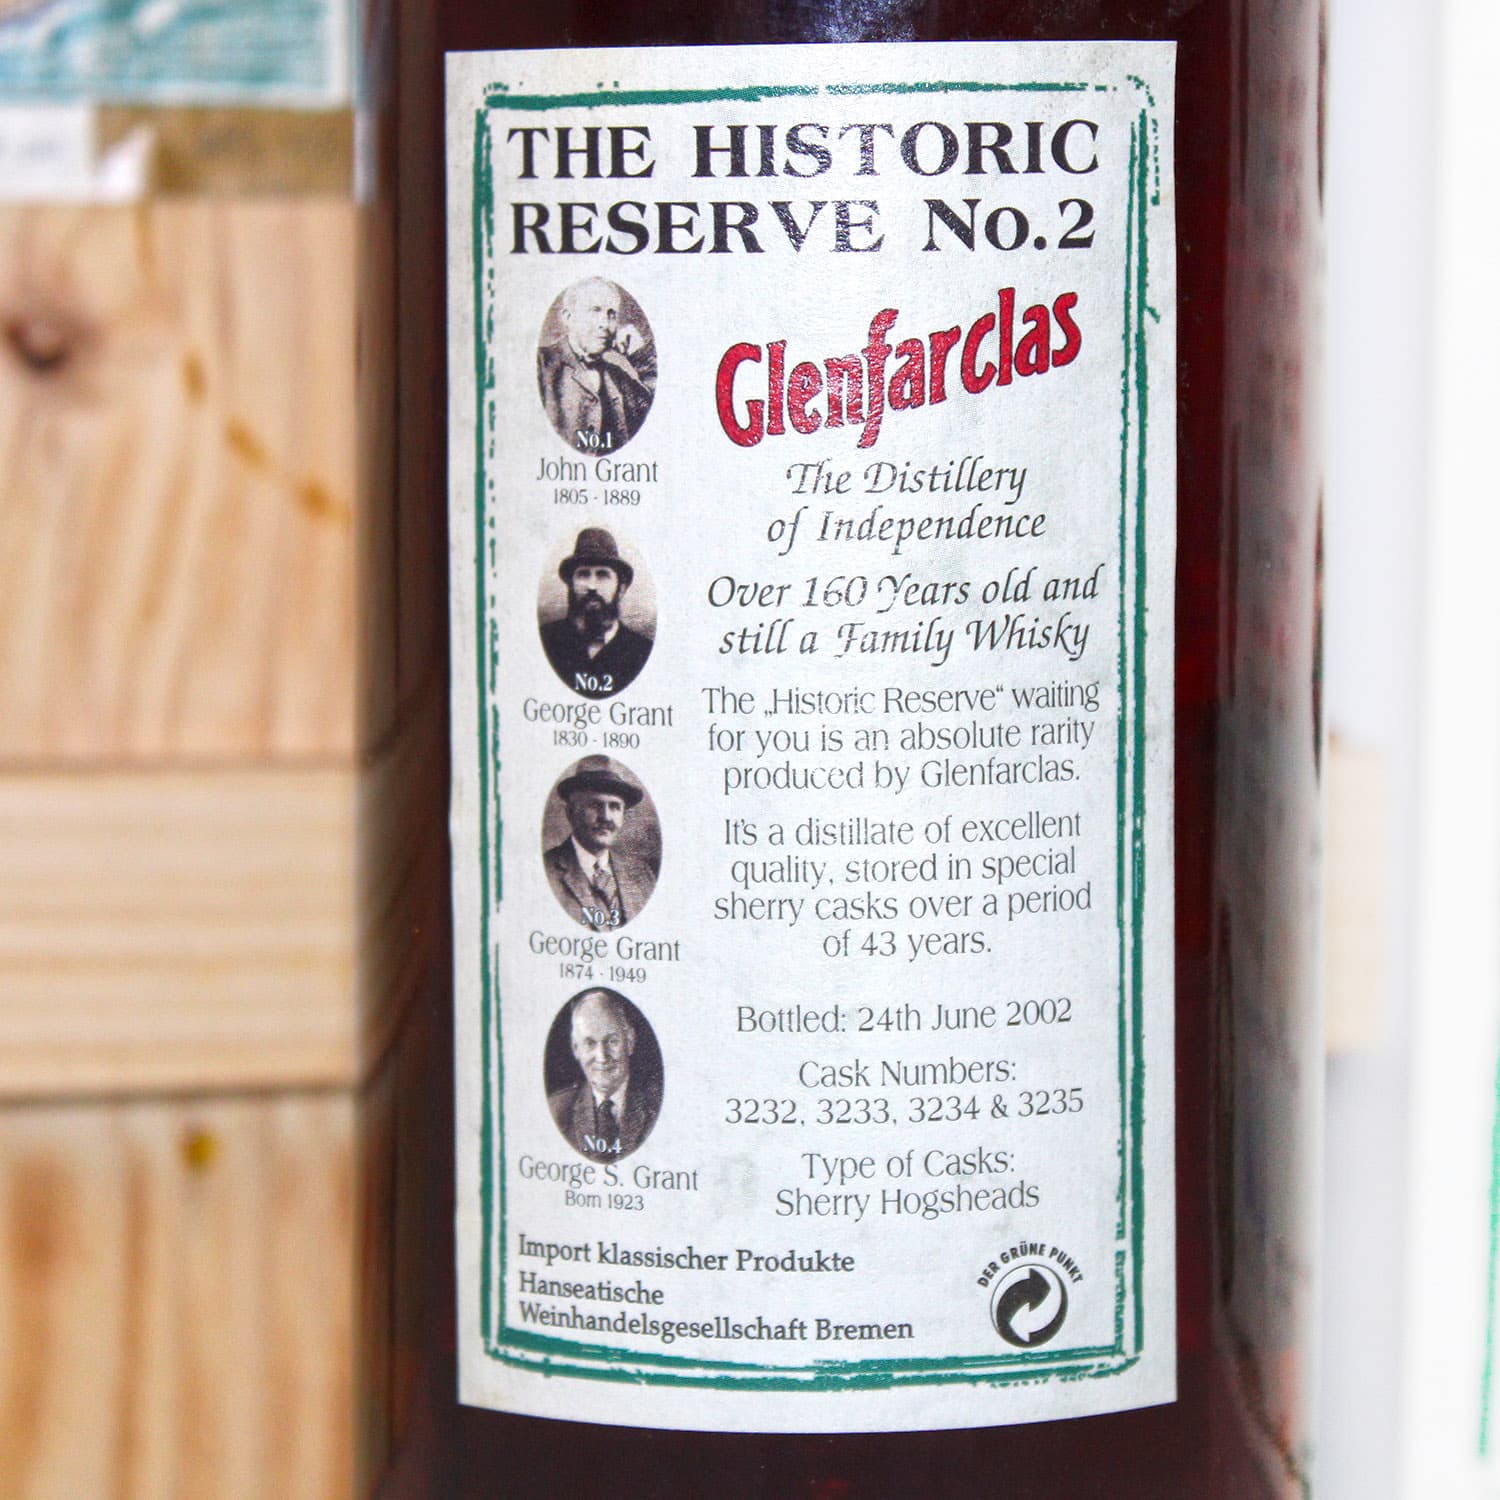 THE HISTORIC
RESERVE No.2
No.1
John Grant
1805 - 1889
No.2
George Grant
1830 - 1890
No.3
George Grant
1874 - 1949
No.4
George S. Grant
Born 1923
Glenfarclas
The Distillery
of Independence
Over 160 Years old and
still a Family Whisky
The „Historic Reserve“ waiting
for you is an absolute rarity
produced by Glenfarclas.
It's a distillate of excellent
quality, stored in special
sherry casks over a period
of 43 years.
Bottled: 24th June 2002
Cask Numbers:
3232, 3233, 3234 & 3235
Type of Casks:
Sherry Hogsheads
Import klassischer Produkte
Hanseatische
Weinhandelsgesellschaft Bremen
DER GRÜNE PUNKT